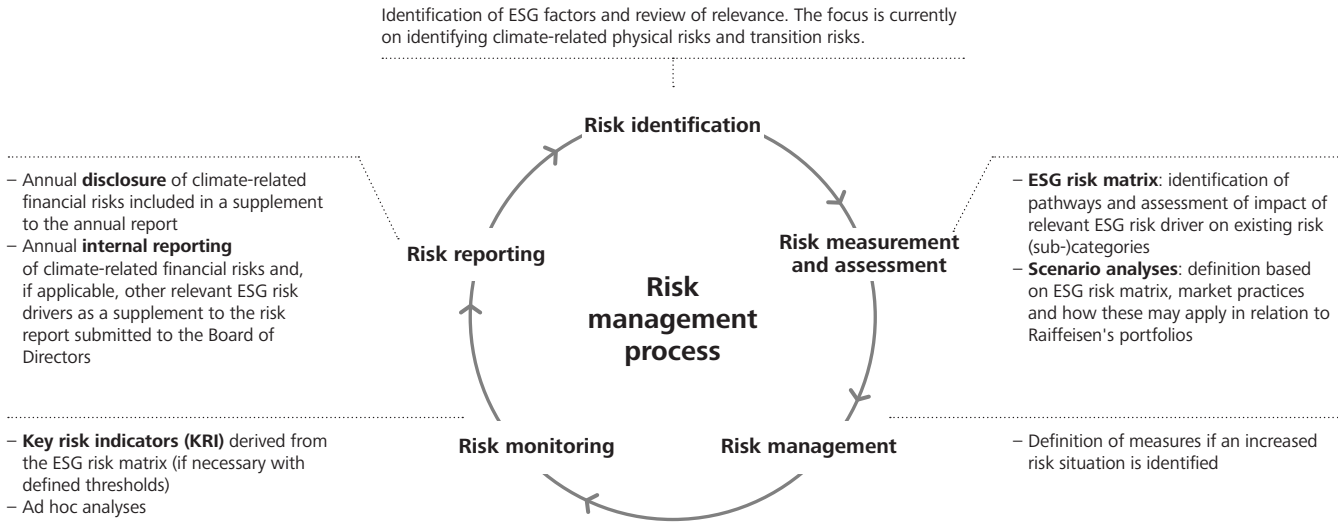 Identification of ESG factors and review of relevance. The focus is currently
on identifying climate-related physical risks and transition risks.
Risk identification
– Annual disclosure of climate-related
financial risks included in a supplement
to the annual report
– Annual internal reporting
of climate-related financial risks and,
if applicable, other relevant ESG risk
drivers as a supplement to the risk
report submitted to the Board of
Directors
Risk reporting
Risk measurement
and assessment
– ESG risk matrix: identification of
pathways and assessment of impact of
relevant ESG risk driver on existing risk
(sub-)categories
– Scenario analyses: definition based
on ESG risk matrix, market practices
and how these may apply in relation to
Raiffeisen's portfolios
Risk
management
process
– Key risk indicators (KRI) derived from
the ESG risk matrix (if necessary with
defined thresholds)
– Ad hoc analyses
Risk monitoring
Risk management
– Definition of measures if an increased
risk situation is identified